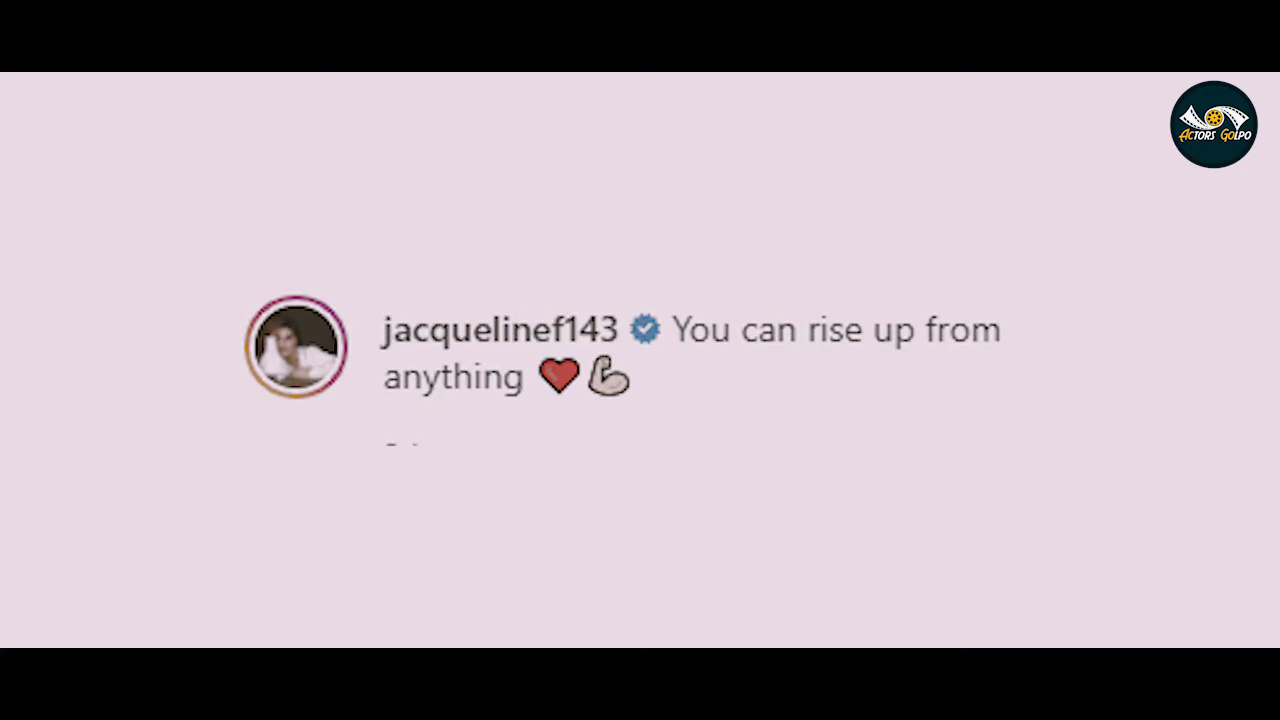 ACTORS GOLPO
jacquelinef143 You can rise up from
anything ❤️💪